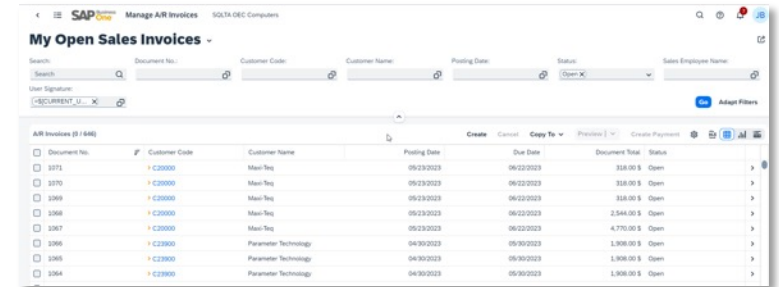 SAP Business One Manage A/R Invoices SQLTA OEC Computers JB
My Open Sales Invoices
Search: Document No.: Customer Code: Customer Name: Posting Date: Status: Sales Employee Name:
Search Open
User Signature:
=$[CURRENT_U... Go Adapt Filters
A/R Invoices (0 / 646) Create Cancel Copy To Preview Create Payment
Document No. Customer Code Customer Name Posting Date Due Date Document Total Status
1071 C20000 Maxi-Teq 05/23/2023 06/22/2023 318.00 $ Open
1070 C20000 Maxi-Teq 05/23/2023 06/22/2023 318.00 $ Open
1069 C20000 Maxi-Teq 05/23/2023 06/22/2023 318.00 $ Open
1068 C20000 Maxi-Teq 05/23/2023 06/22/2023 2,544.00 $ Open
1067 C20000 Maxi-Teq 05/23/2023 06/22/2023 4,770.00 $ Open
1066 C23900 Parameter Technology 04/30/2023 05/30/2023 1,908.00 $ Open
1065 C23900 Parameter Technology 04/30/2023 05/30/2023 1,908.00 $ Open
1064 C23900 Parameter Technology 04/30/2023 05/30/2023 1,908.00 $ Open